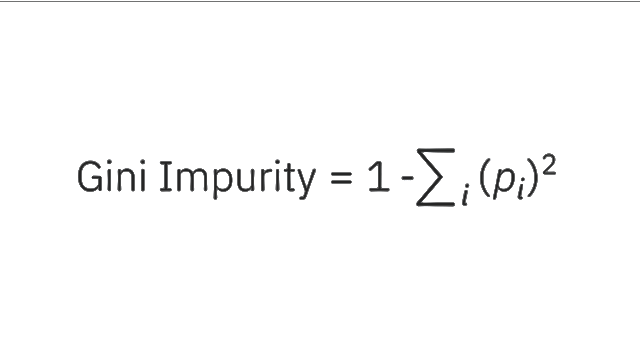 Gini Impurity = 1 -∑ᵢ (pᵢ)²